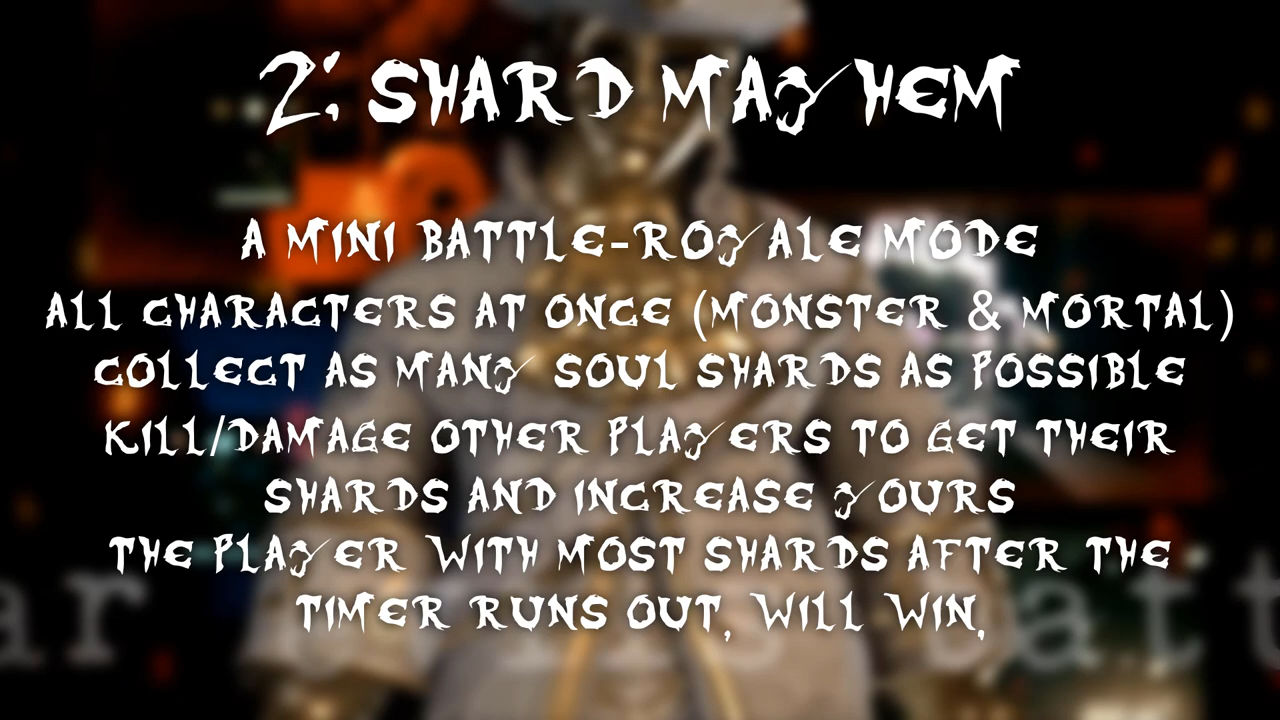 2: SHARD MAYHEM
A MINI BATTLE-ROYALE MODE
ALL CHARACTERS AT ONCE (MONSTER & MORTAL)
COLLECT AS MANY SOUL SHARDS AS POSSIBLE
KILL/DAMAGE OTHER PLAYERS TO GET THEIR
SHARDS AND INCREASE YOURS
THE PLAYER WITH MOST SHARDS AFTER THE
TIMER RUNS OUT, WILL WIN,